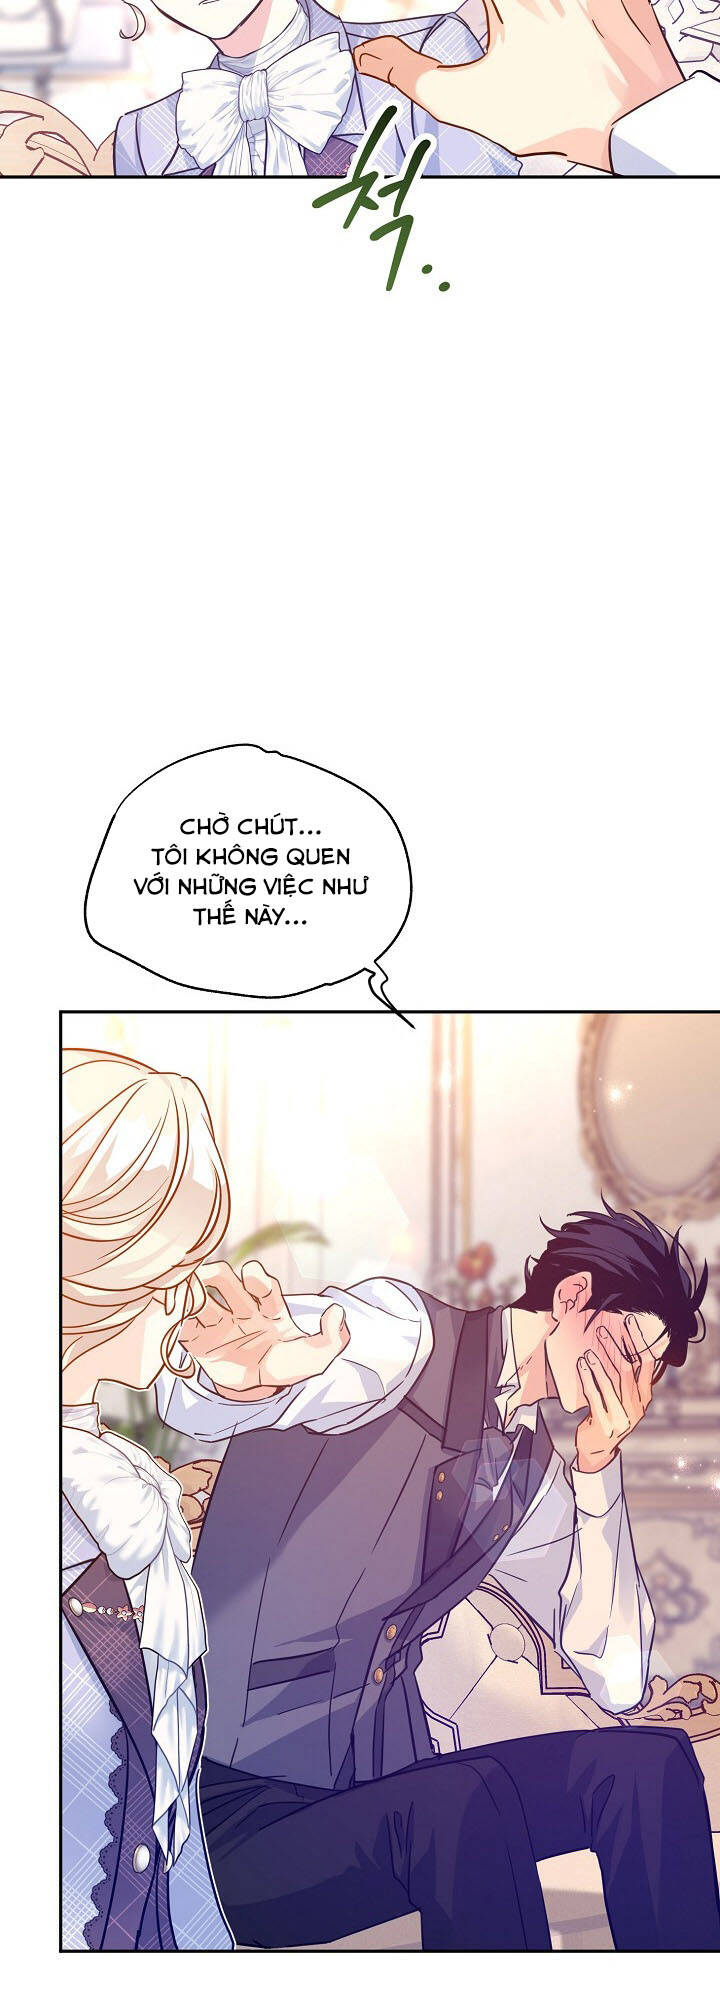 척..
CHỜ CHÚT...
TÔI KHÔNG QUEN
VỚI NHỮNG VIỆC NHƯ
THẾ NÀY...